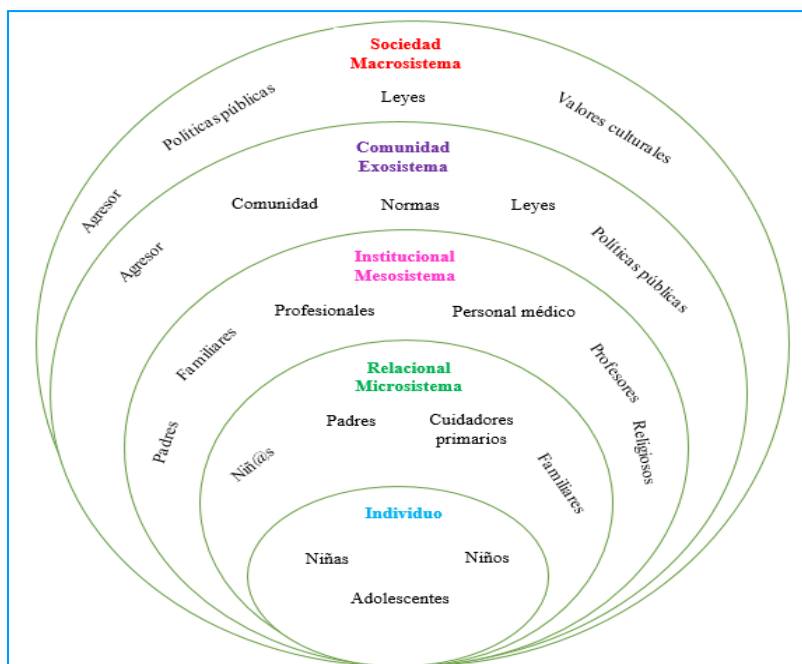 Sociedad
Macrosistema
Políticas públicas
Leyes
Valores culturales
Agresor
Comunidad
Exosistema
Agresor
Comunidad
Normas
Leyes
Políticas públicas
Institucional
Mesosistema
Padres
Familiares
Profesionales
Personal médico
Profesores
Religiosos
Relacional
Microsistema
Niñ@s
Padres
Cuidadores
primarios
Familiares
Individuo
Niñas
Niños
Adolescentes